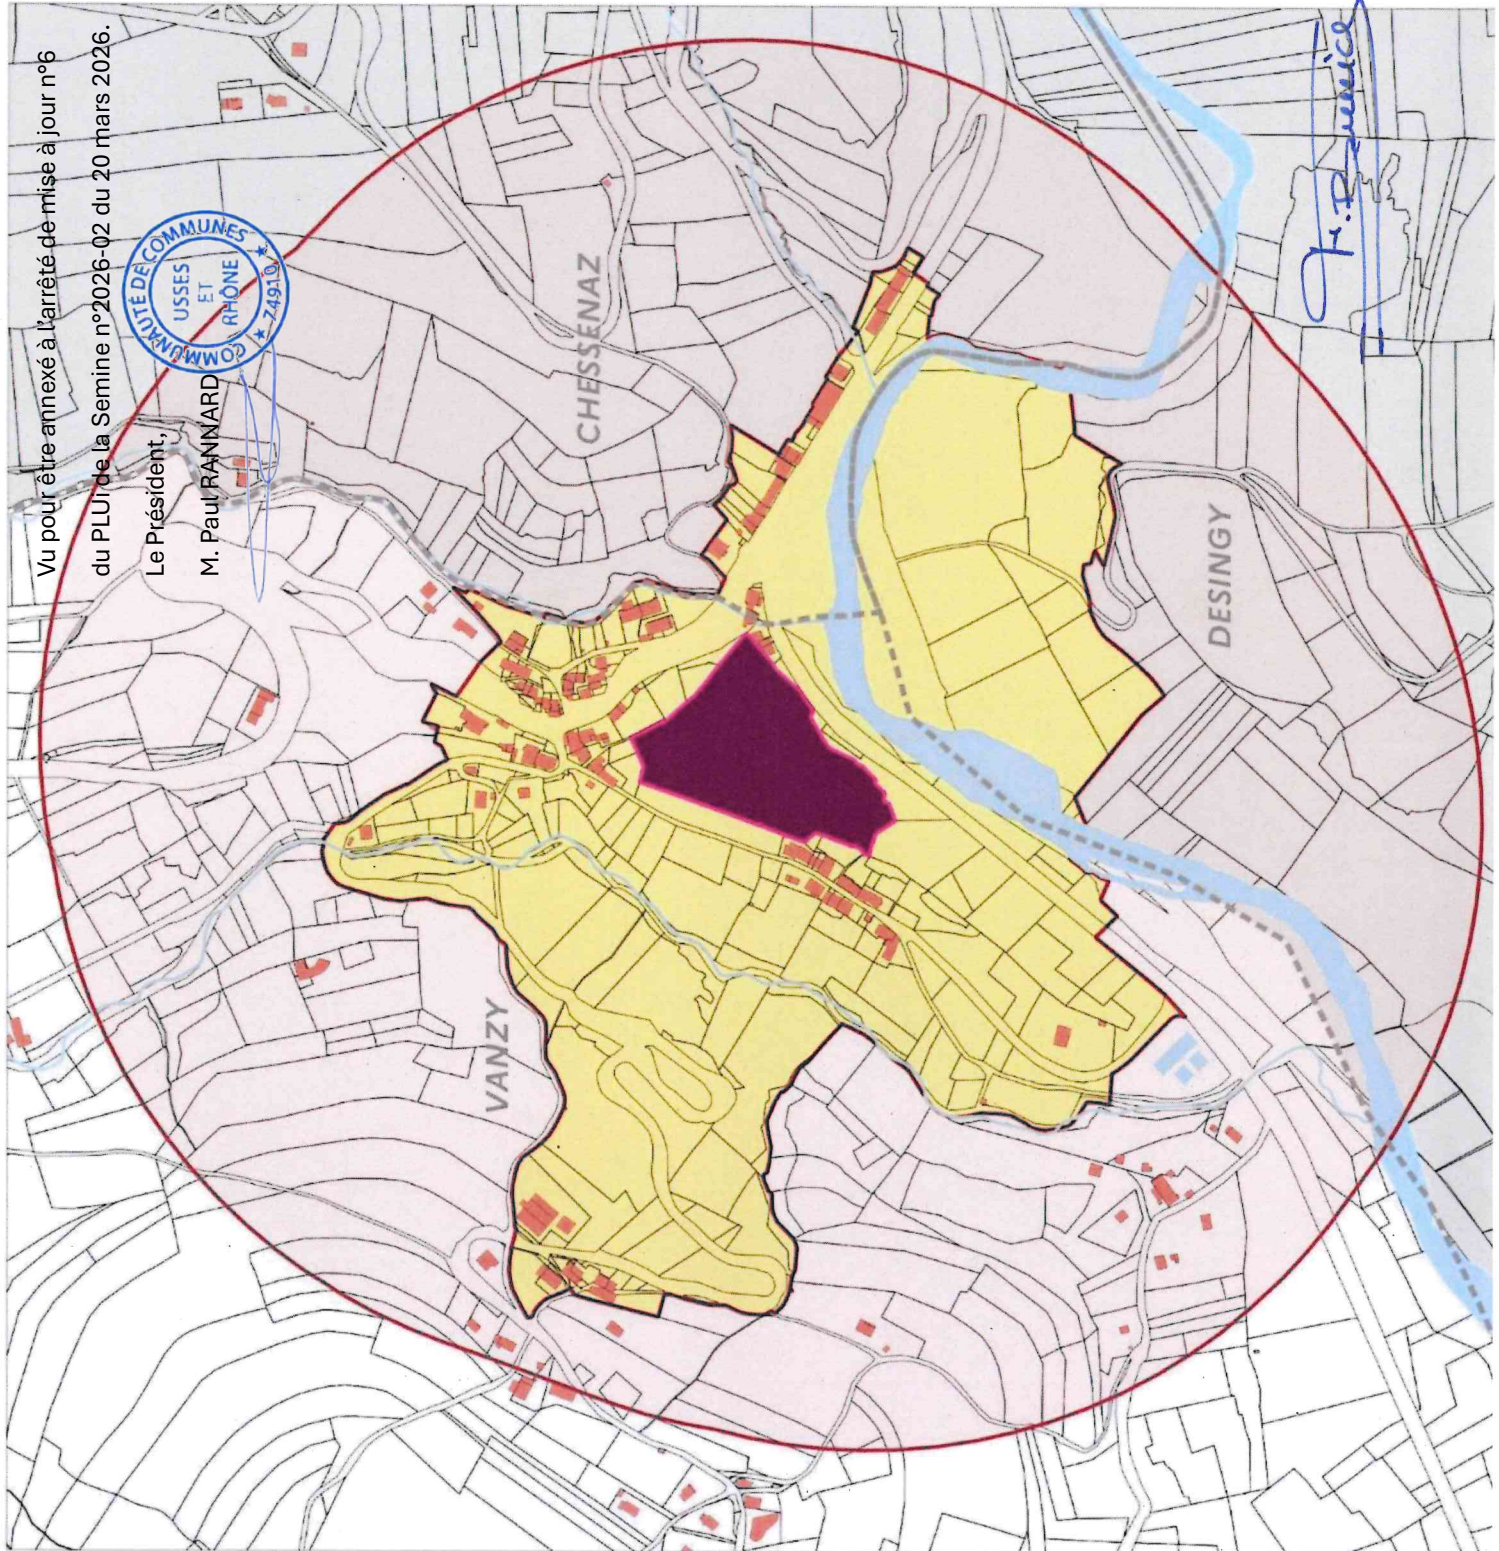 Vu pour être annexé à l'arrêté de mise à jour n°6
du PLUi de la Semine n°2026-02 du 20 mars 2026.
Le Président,
M. Paul RANNARD
COMMUNAUTÉ DE COMMUNES
USSES
ET
RHÔNE
★ 74910 ★
CHESSENAZ
VANZY
DESINGY